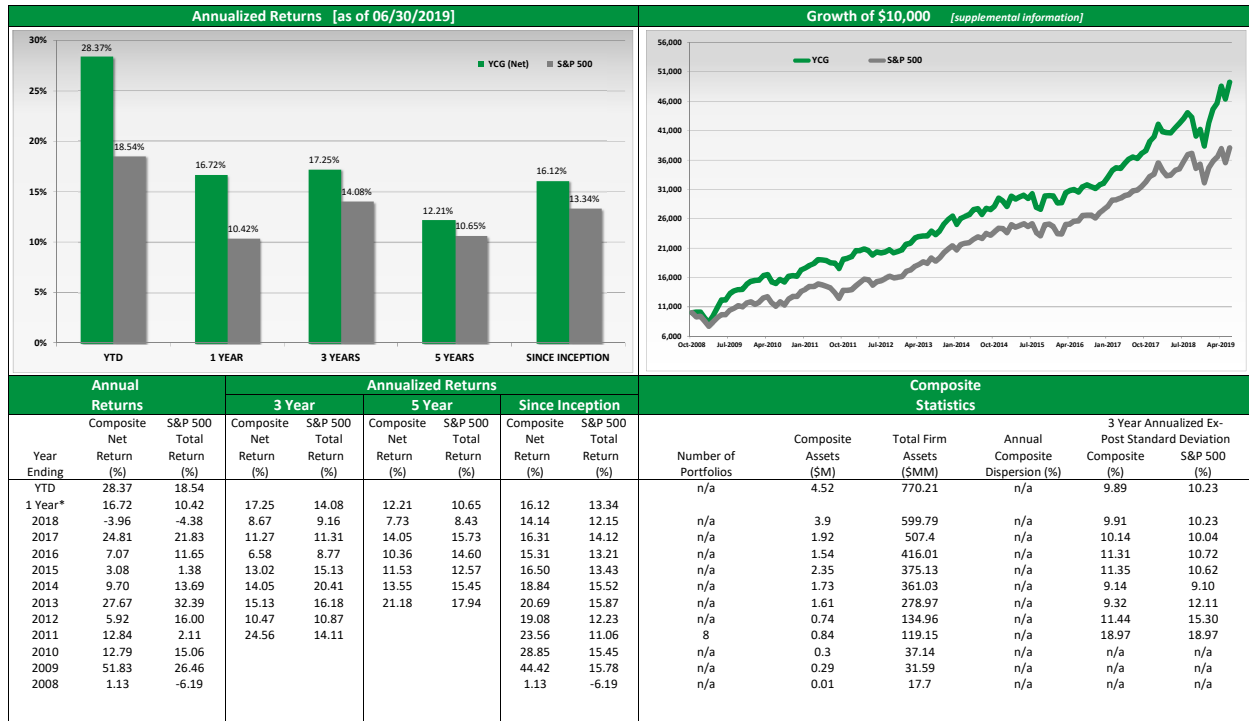 Annualized Returns [as of 06/30/2019]
30%
25%
20%
15%
10%
5%
0%
28.37%
18.54%
16.72%
10.42%
17.25%
14.08%
12.21%
10.65%
16.12%
13.34%
YCG (Net) S&P 500
YTD 1 YEAR 3 YEARS 5 YEARS SINCE INCEPTION
Growth of $10,000 [supplemental information]
56,000
51,000
46,000
41,000
36,000
31,000
26,000
21,000
16,000
11,000
6,000
YCG S&P 500
Oct-2008 Jul-2009 Apr-2010 Jan-2011 Oct-2011 Jul-2012 Apr-2013 Jan-2014 Oct-2014 Jul-2015 Apr-2016 Jan-2017 Oct-2017 Jul-2018 Apr-2019
Annual Annualized Returns Composite
Returns 3 Year 5 Year Since Inception Statistics
Composite S&P 500 Composite S&P 500 Composite S&P 500 Composite S&P 500 3 Year Annualized Ex-
Net Total Net Total Net Total Net Total Composite Total Firm Annual Post Standard Deviation
Year Return Return Return Return Return Return Return Return Number of Assets Assets Composite Composite S&P 500
Ending (%) (%) (%) (%) (%) (%) (%) (%) Portfolios ($M) ($MM) Dispersion (%) (%) (%)
YTD 28.37 18.54 n/a 4.52 770.21 n/a 9.89 10.23
1 Year* 16.72 10.42 17.25 14.08 12.21 10.65 16.12 13.34
2018 -3.96 -4.38 8.67 9.16 7.73 8.43 14.14 12.15 n/a 3.9 599.79 n/a 9.91 10.23
2017 24.81 21.83 11.27 11.31 14.05 15.73 16.31 14.12 n/a 1.92 507.4 n/a 10.14 10.04
2016 7.07 11.65 6.58 8.77 10.36 14.60 15.31 13.21 n/a 1.54 416.01 n/a 11.31 10.72
2015 3.08 1.38 13.02 15.13 11.53 12.57 16.50 13.43 n/a 2.35 375.13 n/a 11.35 10.62
2014 9.70 13.69 14.05 20.41 13.55 15.45 18.84 15.52 n/a 1.73 361.03 n/a 9.14 9.10
2013 27.67 32.39 15.13 16.18 21.18 17.94 20.69 15.87 n/a 1.61 278.97 n/a 9.32 12.11
2012 5.92 16.00 10.47 10.87 19.08 12.23 n/a 0.74 134.96 n/a 11.44 15.30
2011 12.84 2.11 24.56 14.11 23.56 11.06 8 0.84 119.15 n/a 18.97 18.97
2010 12.79 15.06 28.85 15.45 n/a 0.3 37.14 n/a n/a n/a
2009 51.83 26.46 44.42 15.78 n/a 0.29 31.59 n/a n/a n/a
2008 1.13 -6.19 1.13 -6.19 n/a 0.01 17.7 n/a n/a n/a